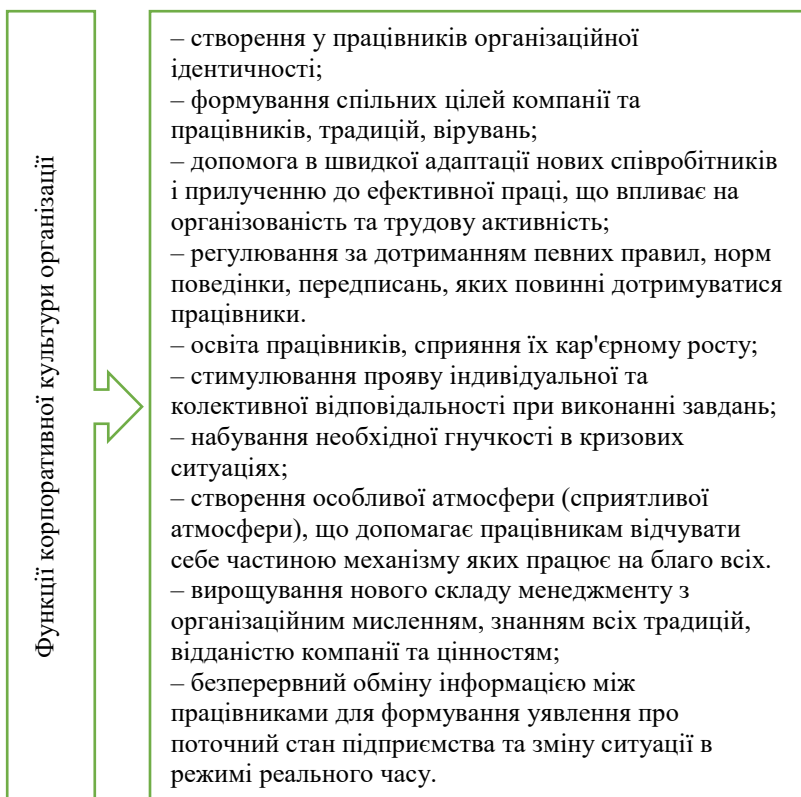 Функції корпоративної культури організації
– створення у працівників організаційної
ідентичності;
– формування спільних цілей компанії та
працівників, традицій, вірувань;
– допомога в швидкої адаптації нових співробітників
і прилученню до ефективної праці, що впливає на
організованість та трудову активність;
– регулювання за дотриманням певних правил, норм
поведінки, передписань, яких повинні дотримуватися
працівники.
– освіта працівників, сприяння їх кар'єрному росту;
– стимулювання прояву індивідуальної та
колективної відповідальності при виконанні завдань;
– набування необхідної гнучкості в кризових
ситуаціях;
– створення особливої атмосфери (сприятливої
атмосфери), що допомагає працівникам відчувати
себе частиною механізму яких працює на благо всіх.
– вирощування нового складу менеджменту з
організаційним мисленням, знанням всіх традицій,
відданістю компанії та цінностям;
– безперервний обміну інформацією між
працівниками для формування уявлення про
поточний стан підприємства та зміну ситуації в
режимі реального часу.